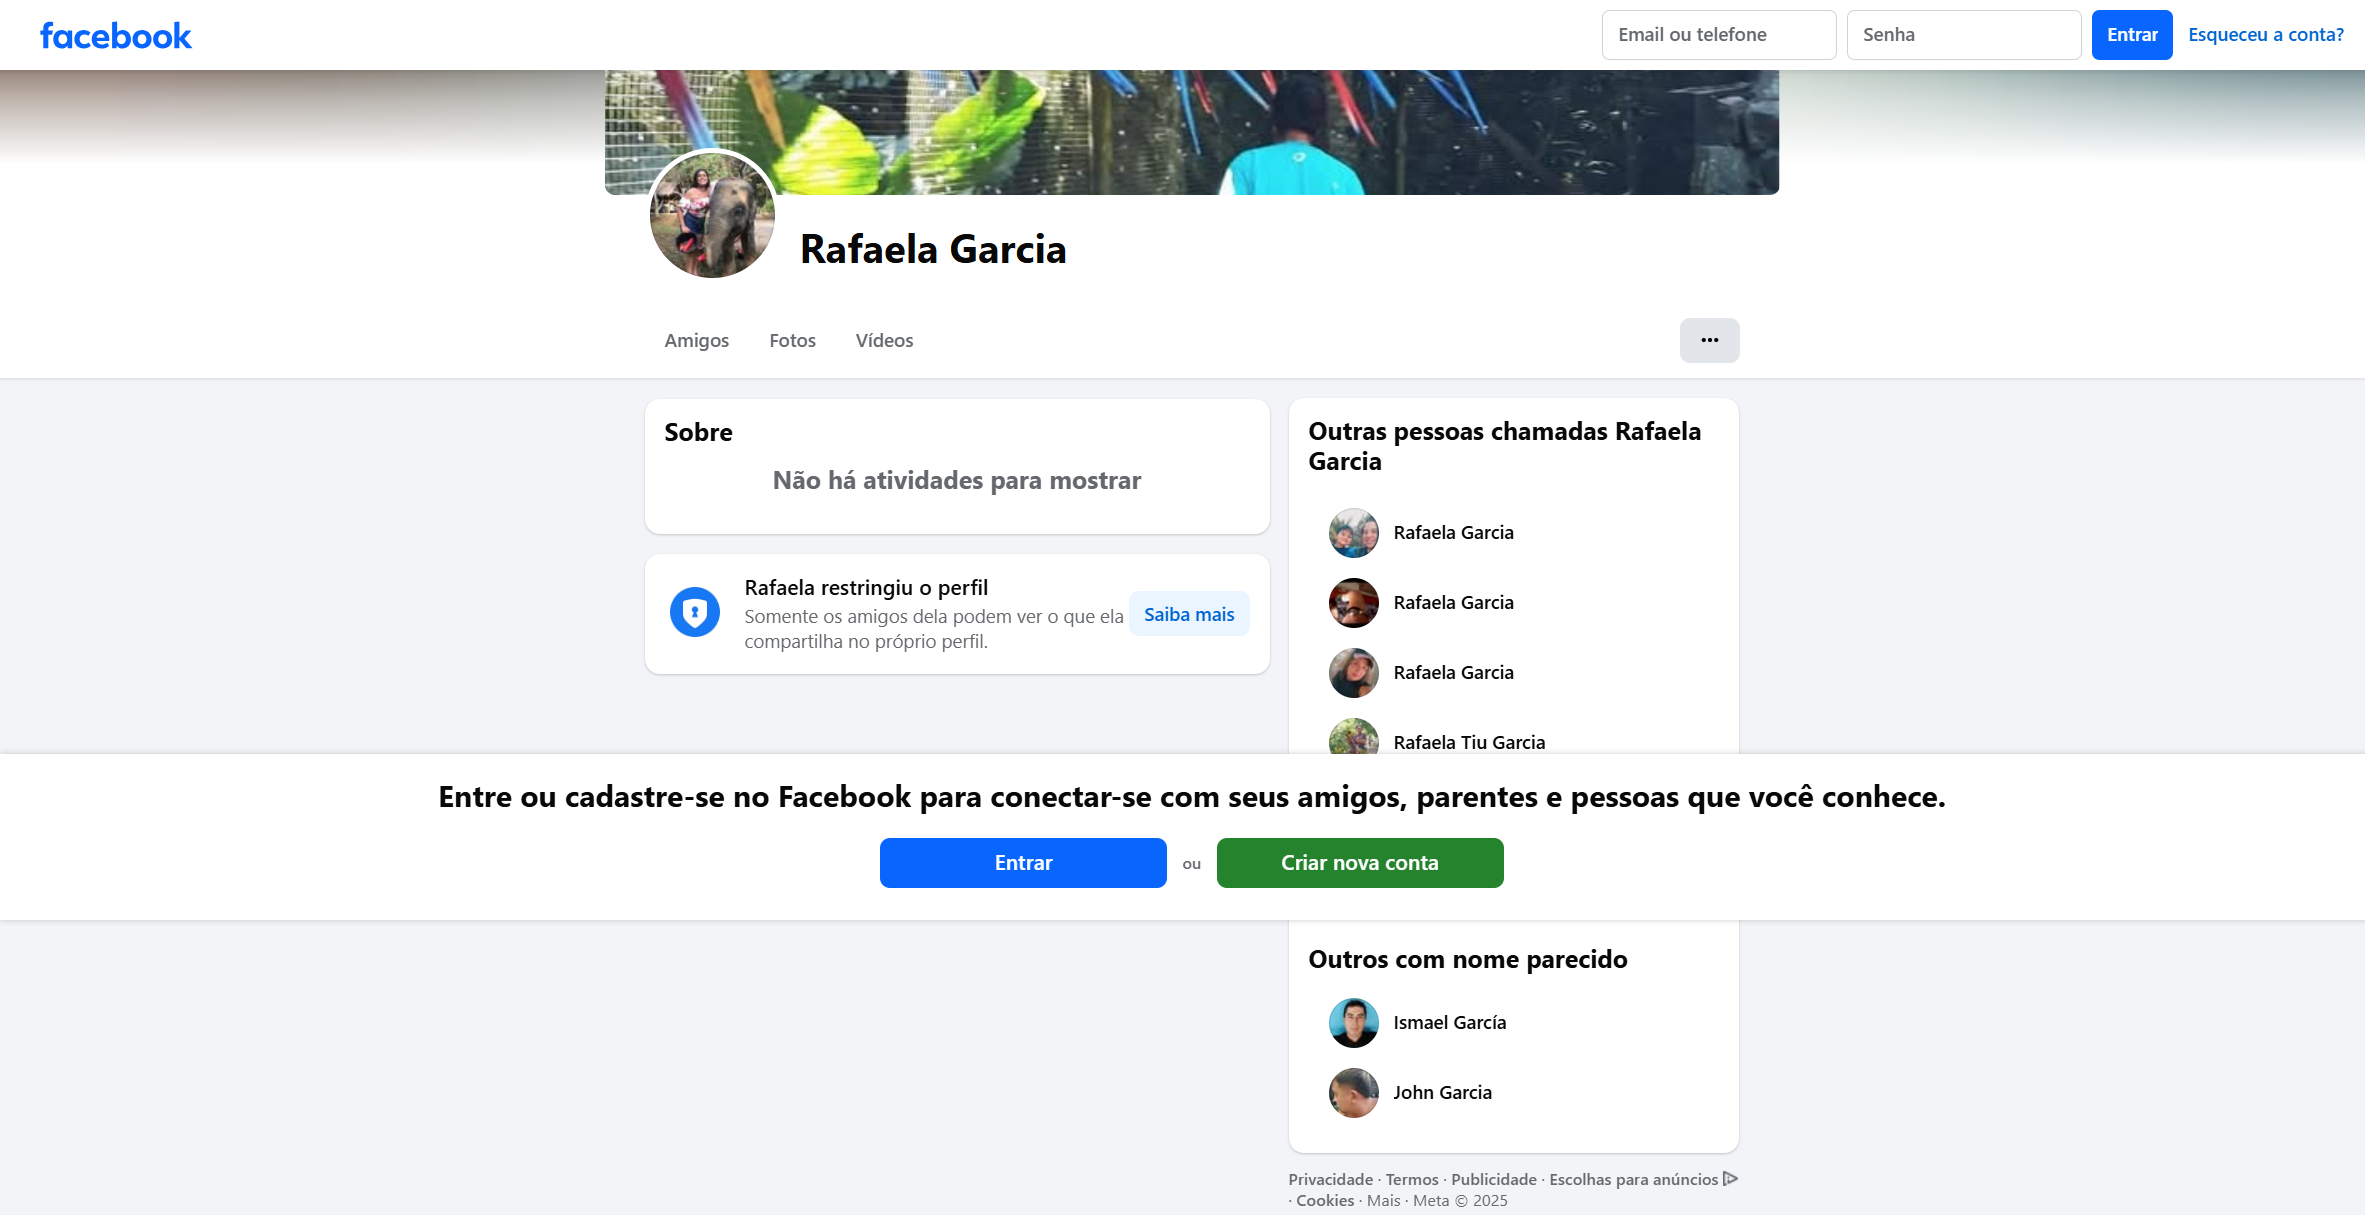 facebook
Email ou telefone
Senha
Entrar
Esqueceu a conta?
Rafaela Garcia
Amigos
Fotos
Vídeos
Sobre
Não há atividades para mostrar
Rafaela restringiu o perfil
Somente os amigos dela podem ver o que ela
compartilha no próprio perfil.
Saiba mais
Outras pessoas chamadas Rafaela
Garcia
Rafaela Garcia
Rafaela Garcia
Rafaela Garcia
Rafaela Tiu Garcia
Entre ou cadastre-se no Facebook para conectar-se com seus amigos, parentes e pessoas que você conhece.
Entrar
ou
Criar nova conta
Outros com nome parecido
Ismael García
John Garcia
Privacidade · Termos · Publicidade · Escolhas para anúncios
· Cookies · Mais · Meta © 2025